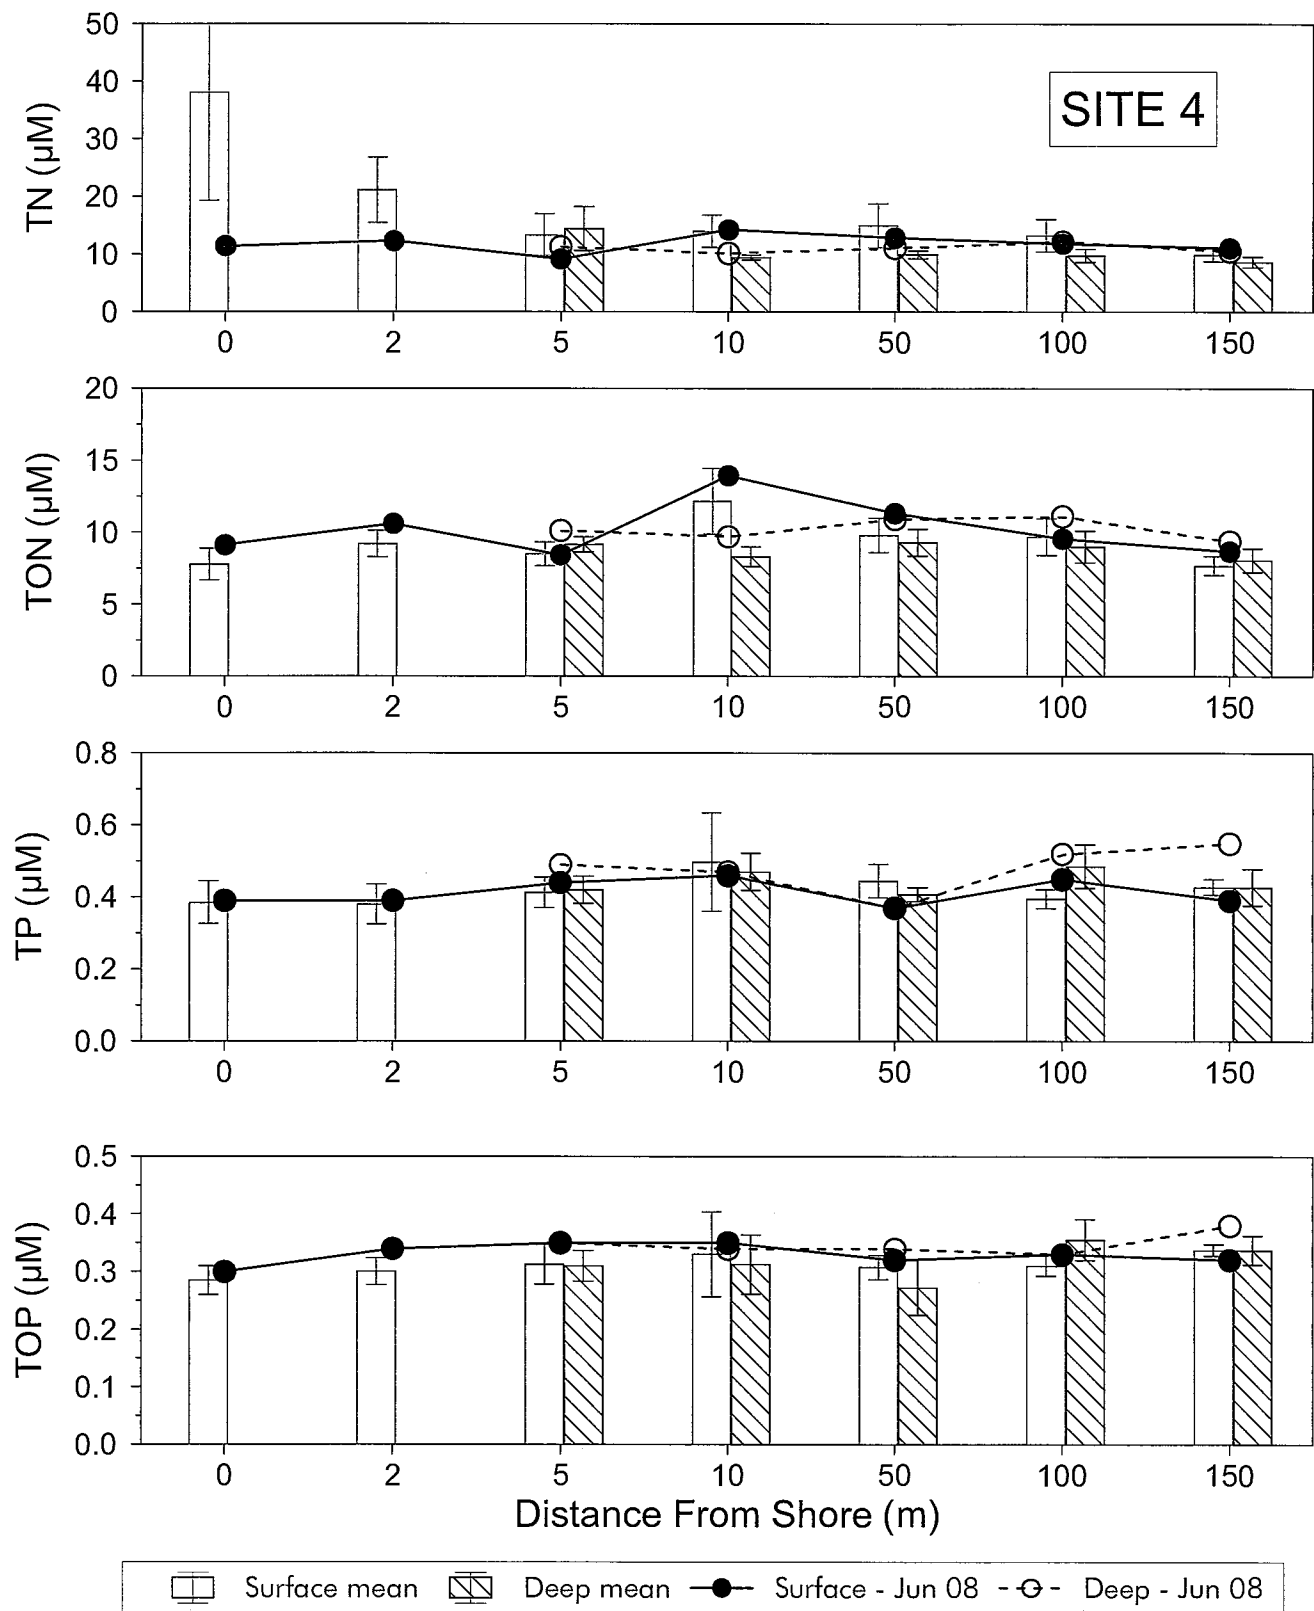 SITE 4
TN (µM)
50
40
30
20
10
0
0 2 5 10 50 100 150
TON (µM)
20
15
10
5
0
0 2 5 10 50 100 150
TP (µM)
0.8
0.6
0.4
0.2
0.0
0 2 5 10 50 100 150
TOP (µM)
0.5
0.4
0.3
0.2
0.1
0.0
0 2 5 10 50 100 150
Distance From Shore (m)
Surface mean Deep mean Surface - Jun 08 Deep - Jun 08